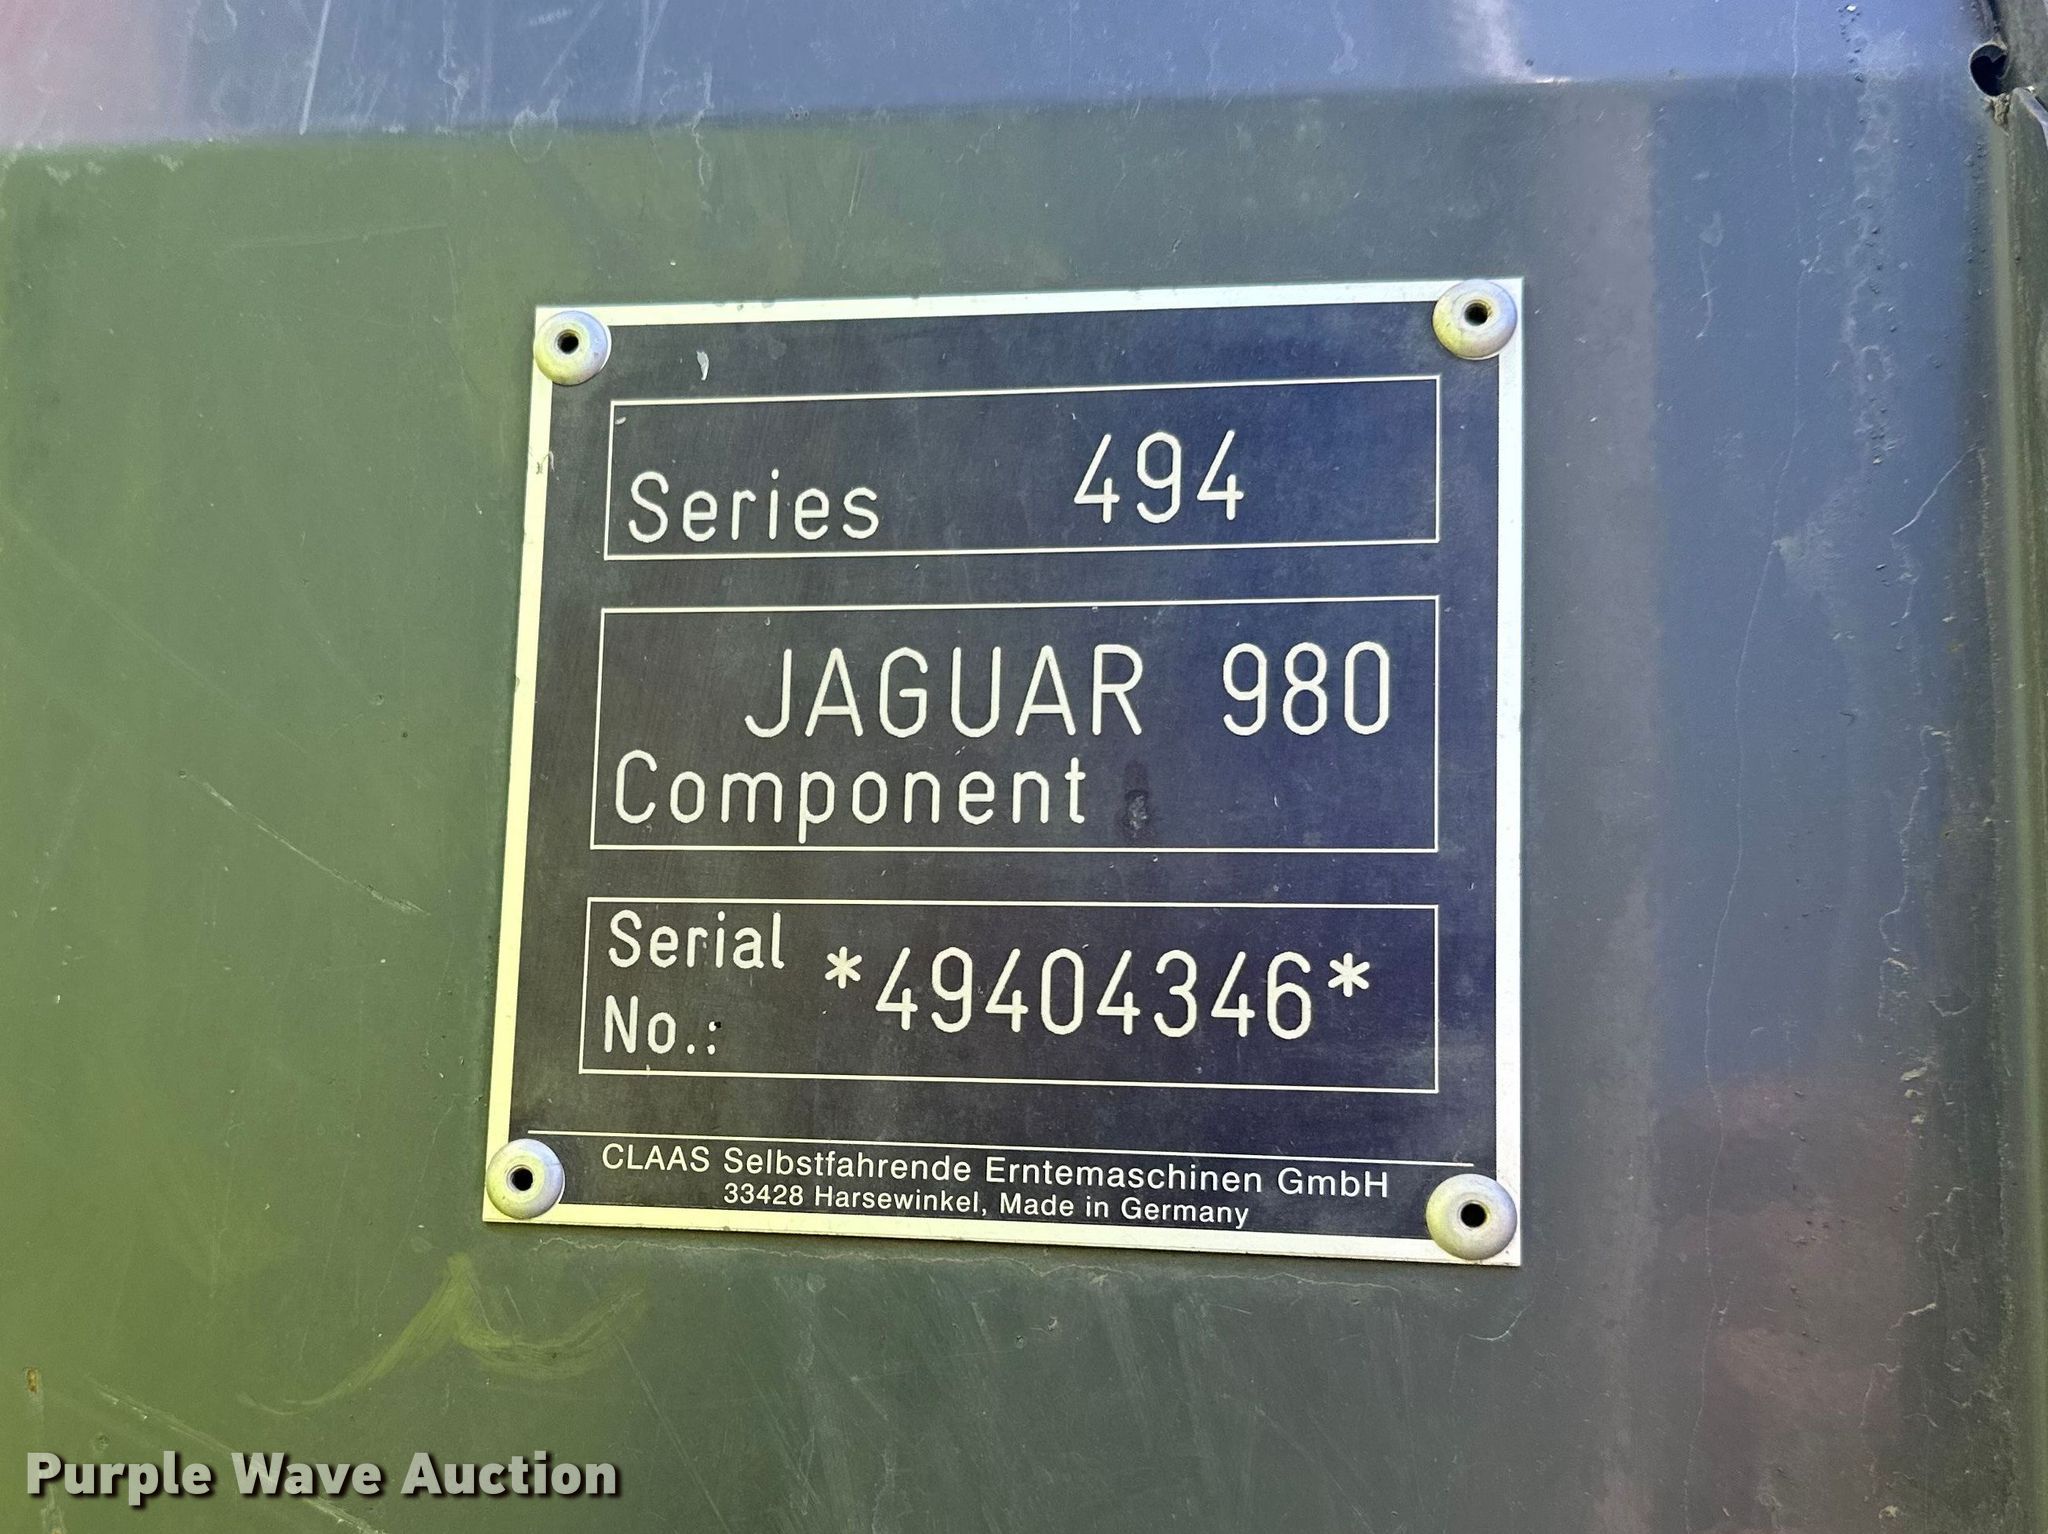 Series 494
JAGUAR 980
Component
Serial
No.: *49404346*
CLAAS Selbstfahrende Erntemaschinen GmbH
33428 Harsewinkel, Made in Germany
Purple Wave Auction